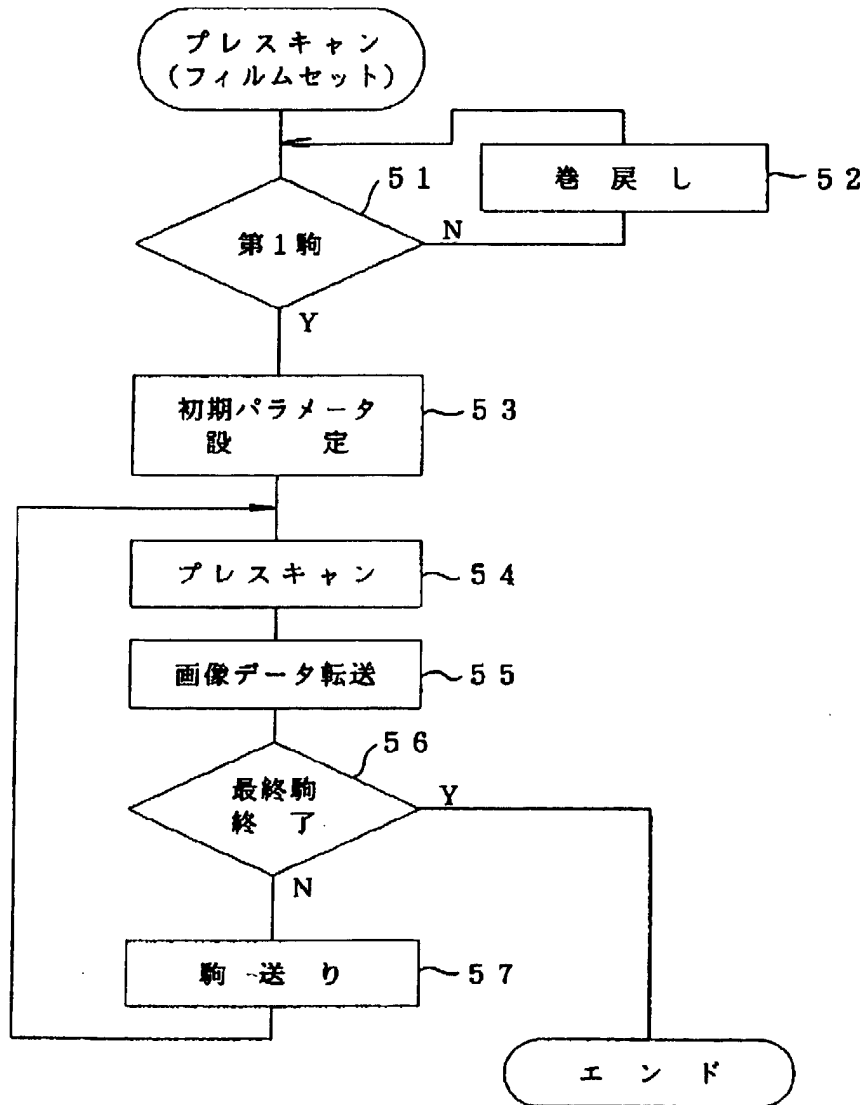 プレスキャン
(フィルムセット)
51
巻戻し
52
第1駒
N
Y
初期パラメータ
設定
53
プレスキャン
54
画像データ転送
55
56
最終駒
終了
Y
N
駒送り
57
エンド